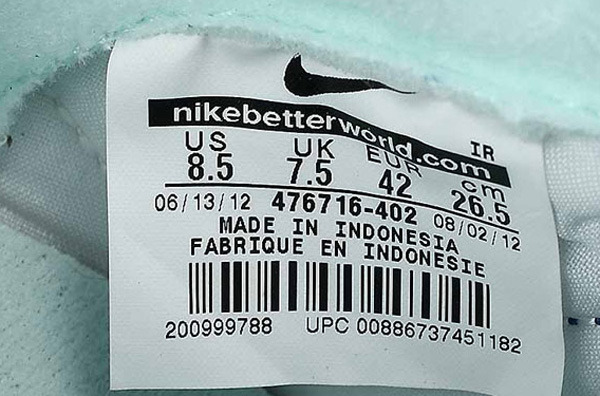 nikebetterworld.com
IR
US UK EUR cm
8.5 7.5 42 26.5
06/13/12 476716-402 08/02/12
MADE IN INDONESIA
FABRIQUE EN INDONESIE
200999788 UPC 00886737451182